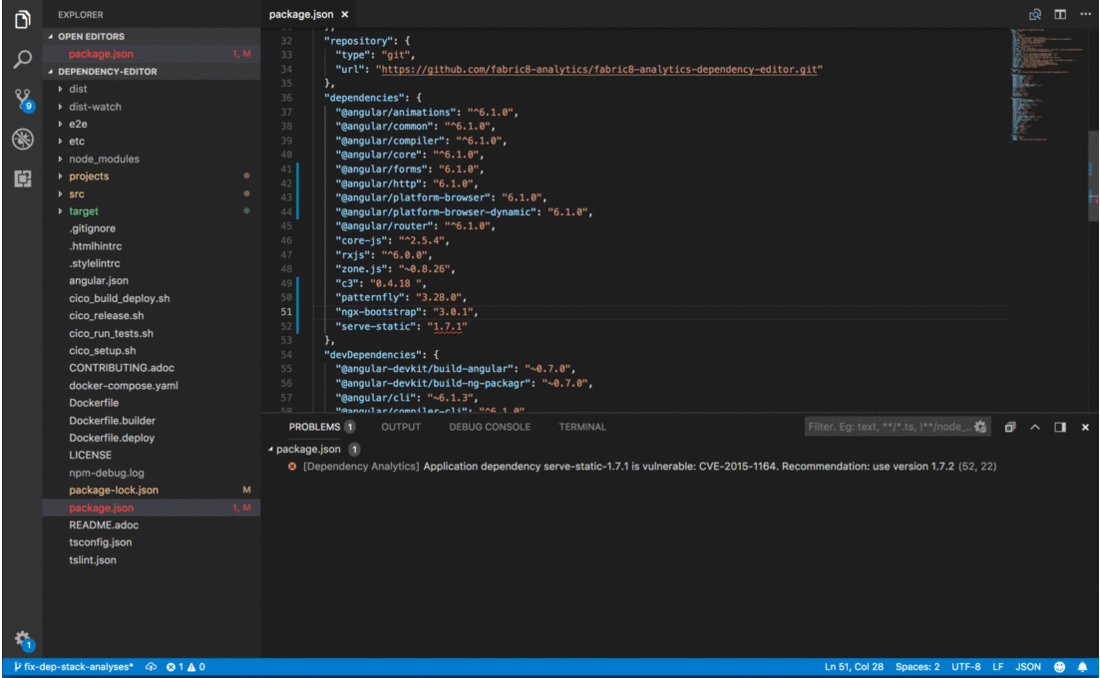 EXPLORER
OPEN EDITORS
package.json 1, M
DEPENDENCY-EDITOR
dist
dist-watch
e2e
etc
node_modules
projects
src
target
.gitignore
.htmlhintrc
.stylelintrc
angular.json
cico_build_deploy.sh
cico_release.sh
cico_run_tests.sh
cico_setup.sh
CONTRIBUTING.adoc
docker-compose.yaml
Dockerfile
Dockerfile.builder
Dockerfile.deploy
LICENSE
npm-debug.log
package-lock.json M
package.json 1, M
README.adoc
tsconfig.json
tslint.json
9
1
package.json ×
31 },
32 "repository": {
33 "type": "git",
34 "url": "https://github.com/fabric8-analytics/fabric8-analytics-dependency-editor.git"
35 },
36 "dependencies": {
37 "@angular/animations": "^6.1.0",
38 "@angular/common": "^6.1.0",
39 "@angular/compiler": "^6.1.0",
40 "@angular/core": "^6.1.0",
41 "@angular/forms": "6.1.0",
42 "@angular/http": "6.1.0",
43 "@angular/platform-browser": "6.1.0",
44 "@angular/platform-browser-dynamic": "6.1.0",
45 "@angular/router": "^6.1.0",
46 "core-js": "^2.5.4",
47 "rxjs": "^6.0.0",
48 "zone.js": "~0.8.26",
49 "c3": "0.4.18 ",
50 "patternfly": "3.28.0",
51 "ngx-bootstrap": "3.0.1",
52 "serve-static": "1.7.1"
53 },
54 "devDependencies": {
55 "@angular-devkit/build-angular": "~0.7.0",
56 "@angular-devkit/build-ng-packagr": "~0.7.0",
57 "@angular/cli": "~6.1.3",
58 "@angular/compiler-cli": "^6.1.0",
PROBLEMS 1 OUTPUT DEBUG CONSOLE TERMINAL Filter. Eg: text, **/*.ts, !**/node_...
package.json 1
[Dependency Analytics] Application dependency serve-static-1.7.1 is vulnerable: CVE-2015-1164. Recommendation: use version 1.7.2 (52, 22)
fix-dep-stack-analyses* 1 0 Ln 51, Col 28 Spaces: 2 UTF-8 LF JSON